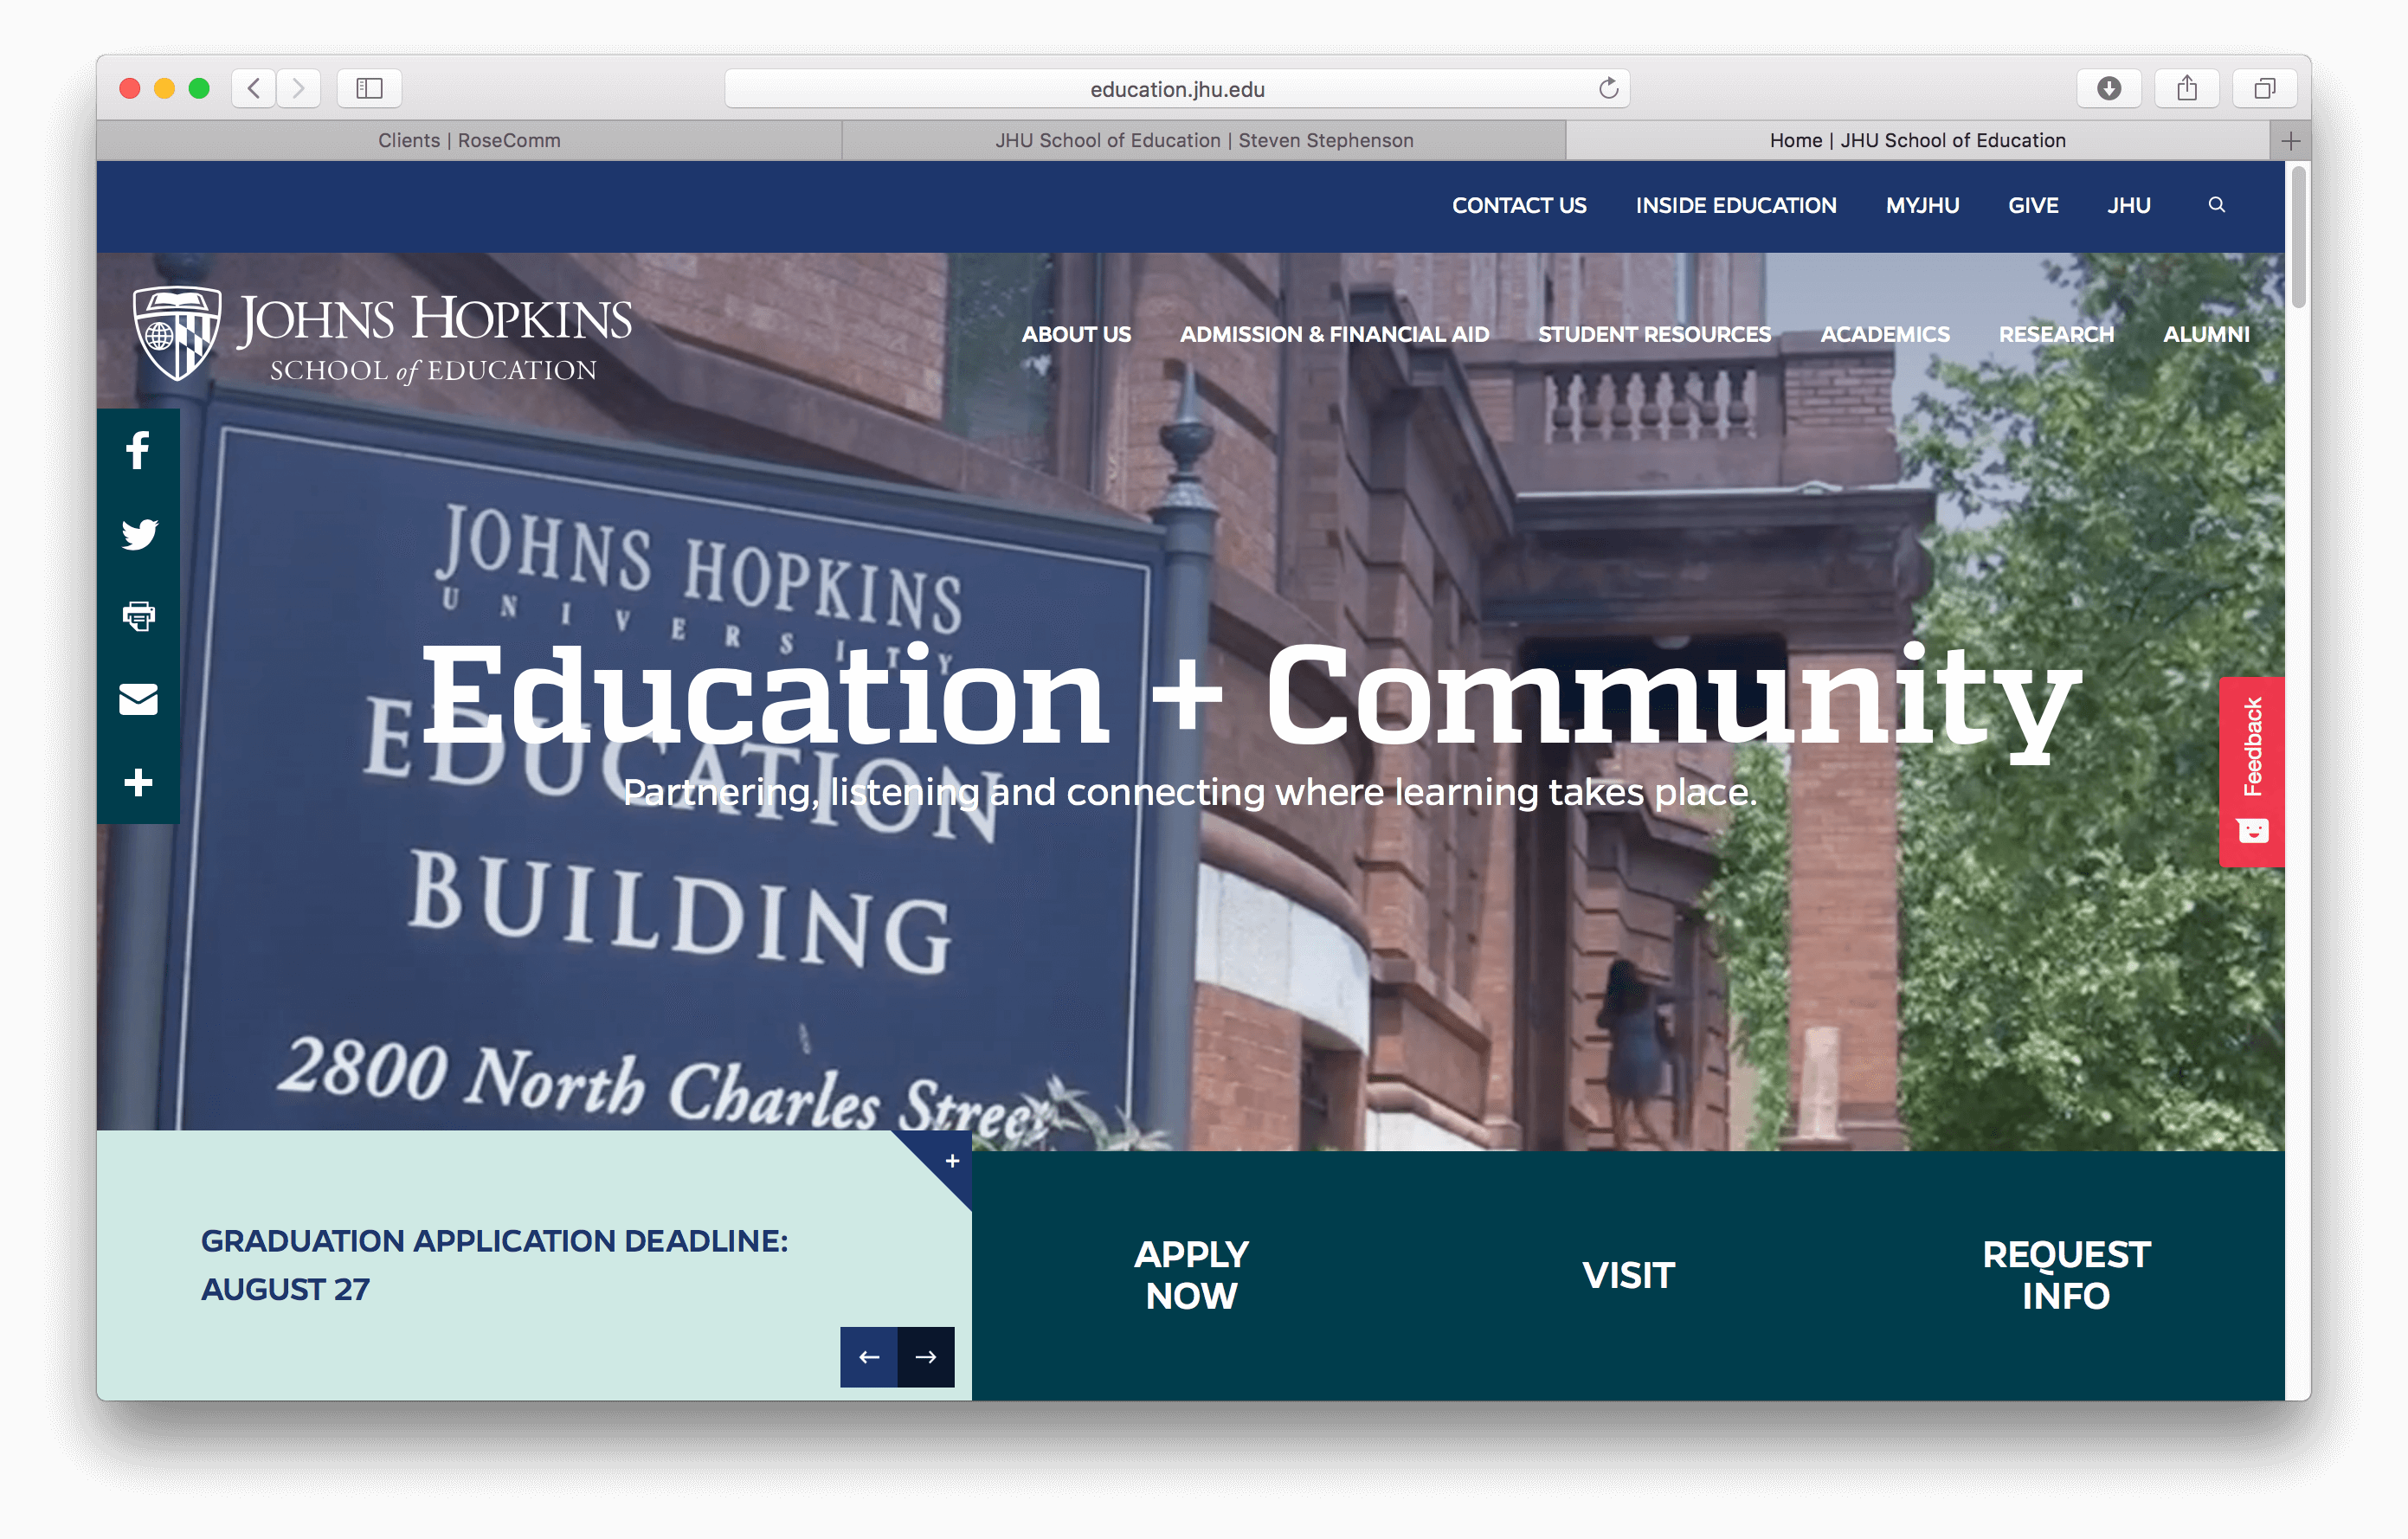 education.jhu.edu
Clients | RoseComm
JHU School of Education | Steven Stephenson
Home | JHU School of Education
CONTACT US
INSIDE EDUCATION
MYJHU
GIVE
JHU
JOHNS HOPKINS
SCHOOL of EDUCATION
ABOUT US
ADMISSION & FINANCIAL AID
STUDENT RESOURCES
ACADEMICS
RESEARCH
ALUMNI
JOHNS HOPKINS
UNIVERSITY
EDUCATION
BUILDING
2800 North Charles Street
Education + Community
Partnering, listening and connecting where learning takes place.
Feedback
GRADUATION APPLICATION DEADLINE:
AUGUST 27
APPLY
NOW
VISIT
REQUEST
INFO